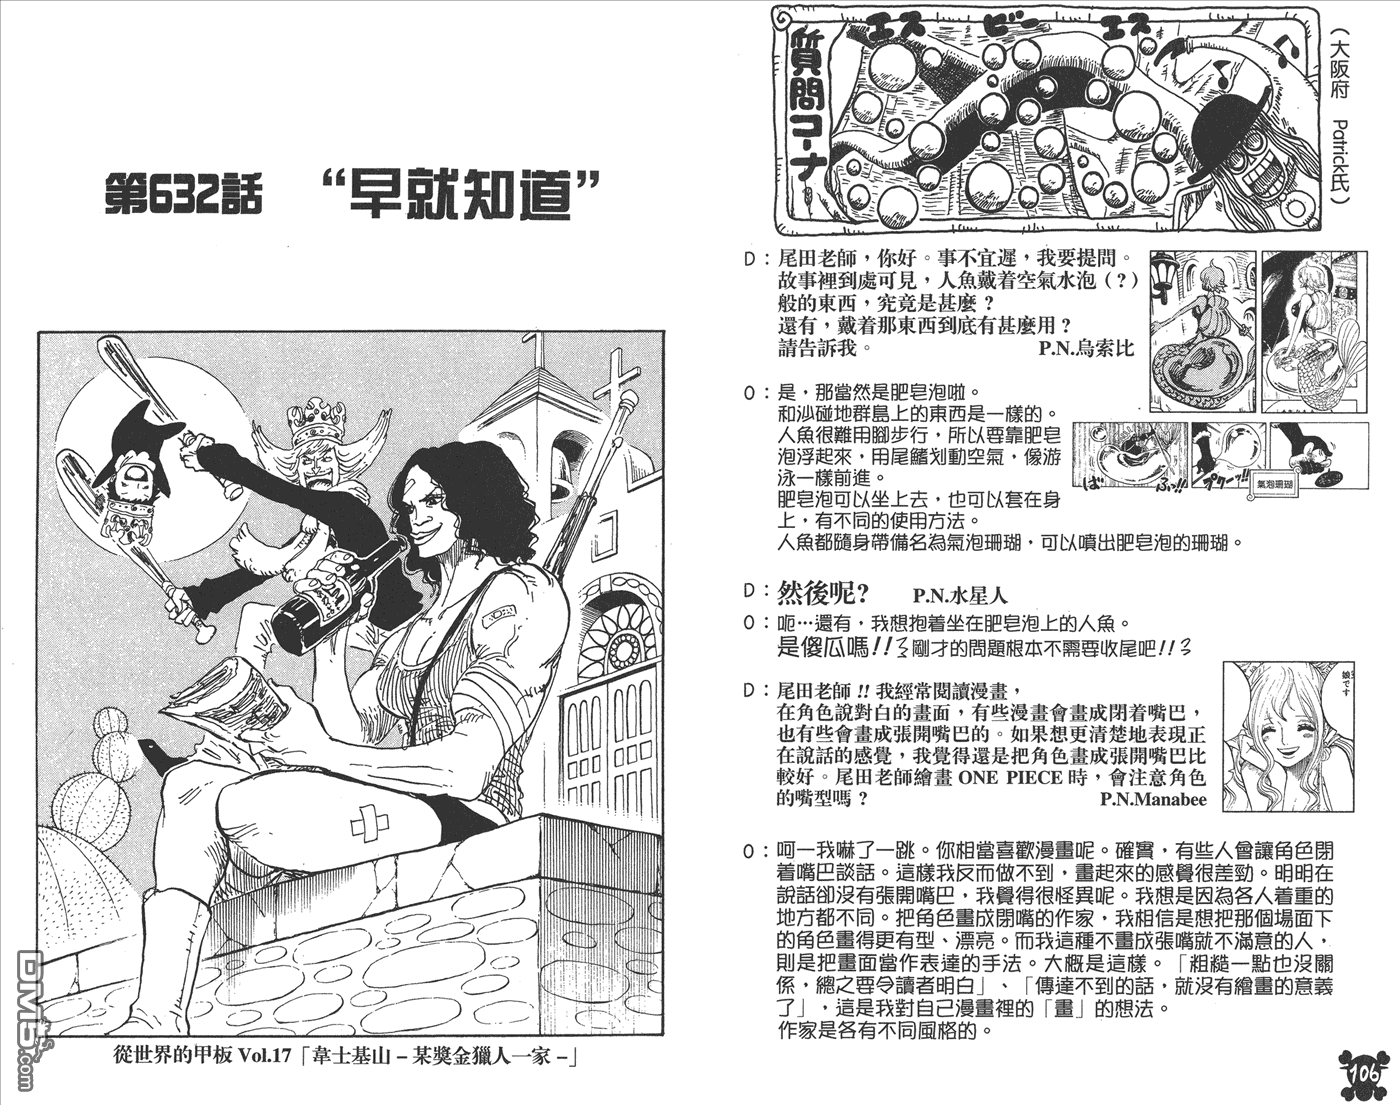 第632話 “早就知道”
從世界的甲板 Vol.17「韋士基山－某獎金獵人一家－」
エス ビー エス
質問コーナー
（大阪府 Patrick氏）
D：尾田老師，你好。事不宜遲，我要提問。
故事裡到處可見，人魚戴着空氣水泡（？）
般的東西，究竟是甚麼？
還有，戴着那東西到底有甚麼用？
請告訴我。 P.N.烏索比
O：是，那當然是肥皂泡啦。
和沙碰地群島上的東西是一樣的。
人魚很難用腳步行，所以要靠肥皂
泡浮起來，用尾鰭划動空氣，像游
泳一樣前進。
肥皂泡可以坐上去，也可以套在身
上，有不同的使用方法。
人魚都隨身帶備名為氣泡珊瑚，可以噴出肥皂泡的珊瑚。
ば
ふっ!!
プクーッ!!
氣泡珊瑚
D：然後呢? P.N.水星人
O：呃…還有，我想抱着坐在肥皂泡上的人魚。
是傻瓜嗎!!剛才的問題根本不需要收尾吧!!
D：尾田老師!!我經常閱讀漫畫，
在角色說對白的畫面，有些漫畫會畫成閉着嘴巴，
也有些會畫成張開嘴巴的。如果想更清楚地表現正
在說話的感覺，我覺得還是把角色畫成張開嘴巴比
較好。尾田老師繪畫 ONE PIECE 時，會注意角色
的嘴型嗎？ P.N.Manabee
娘です
O：呵一我嚇了一跳。你相當喜歡漫畫呢。確實，有些人會讓角色閉
着嘴巴談話。這樣我反而做不到，畫起來的感覺很差勁。明明在
說話卻沒有張開嘴巴，我覺得很怪異呢。我想是因為各人着重的
地方都不同。把角色畫成閉嘴的作家，我相信是想把那個場面下
的角色畫得更有型、漂亮。而我這種不畫成張嘴就不滿意的人，
則是把畫面當作表達的手法。大概是這樣。「粗糙一點也沒關
係，總之要令讀者明白」、「傳達不到的話，就沒有繪畫的意義
了」，這是我對自己漫畫裡的「畫」的想法。
作家是各有不同風格的。
106
DM5.com